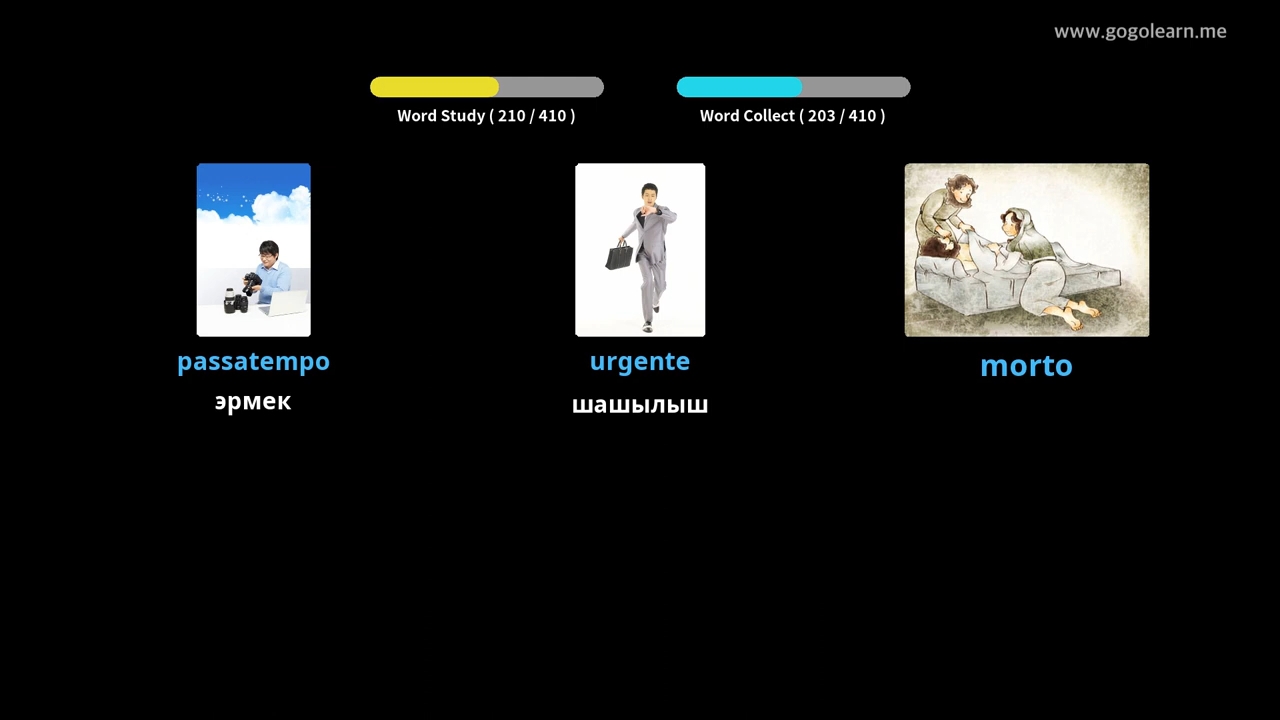 www.gogolearn.me
Word Study ( 210 / 410 )
Word Collect ( 203 / 410 )
passatempo
эрмек
urgente
шашылыш
morto